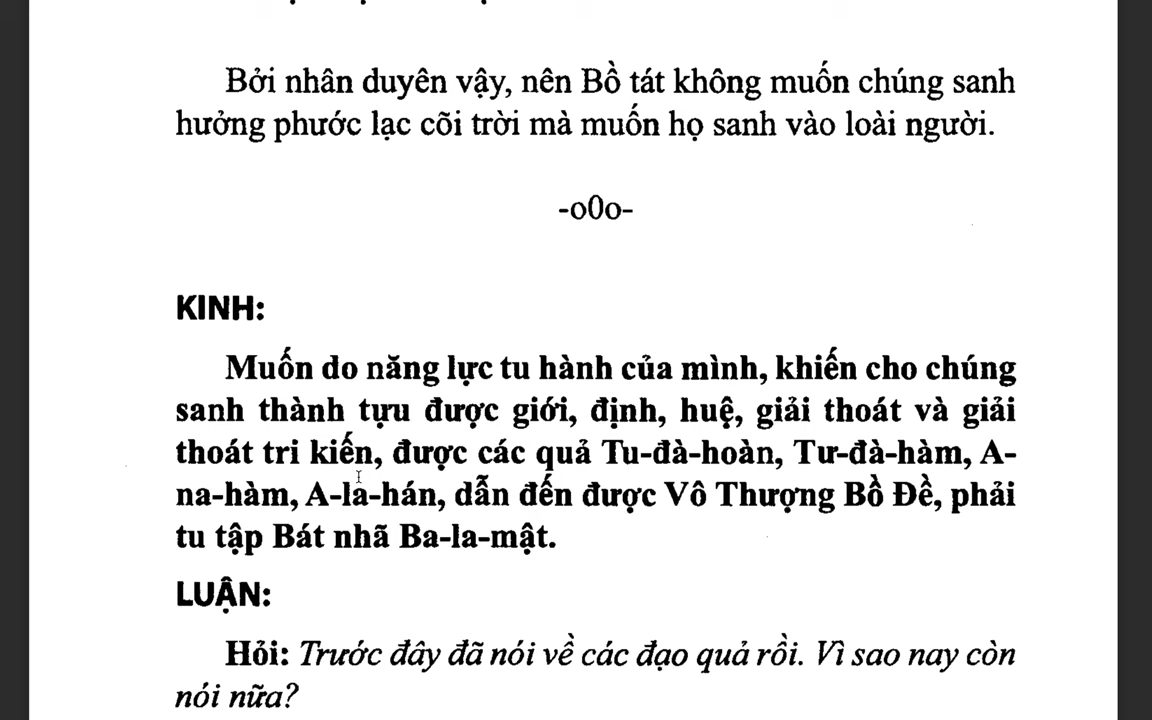 Bởi nhân duyên vậy, nên Bồ tát không muốn chúng sanh
hưởng phước lạc cõi trời mà muốn họ sanh vào loài người.
-o0o-
KINH:
Muốn do năng lực tu hành của mình, khiến cho chúng
sanh thành tựu được giới, định, huệ, giải thoát và giải
thoát tri kiến, được các quả Tu-đà-hoàn, Tư-đà-hàm, A-
na-hàm, A-la-hán, dẫn đến được Vô Thượng Bồ Đề, phải
tu tập Bát nhã Ba-la-mật.
LUẬN:
Hỏi: Trước đây đã nói về các đạo quả rồi. Vì sao nay còn
nói nữa?